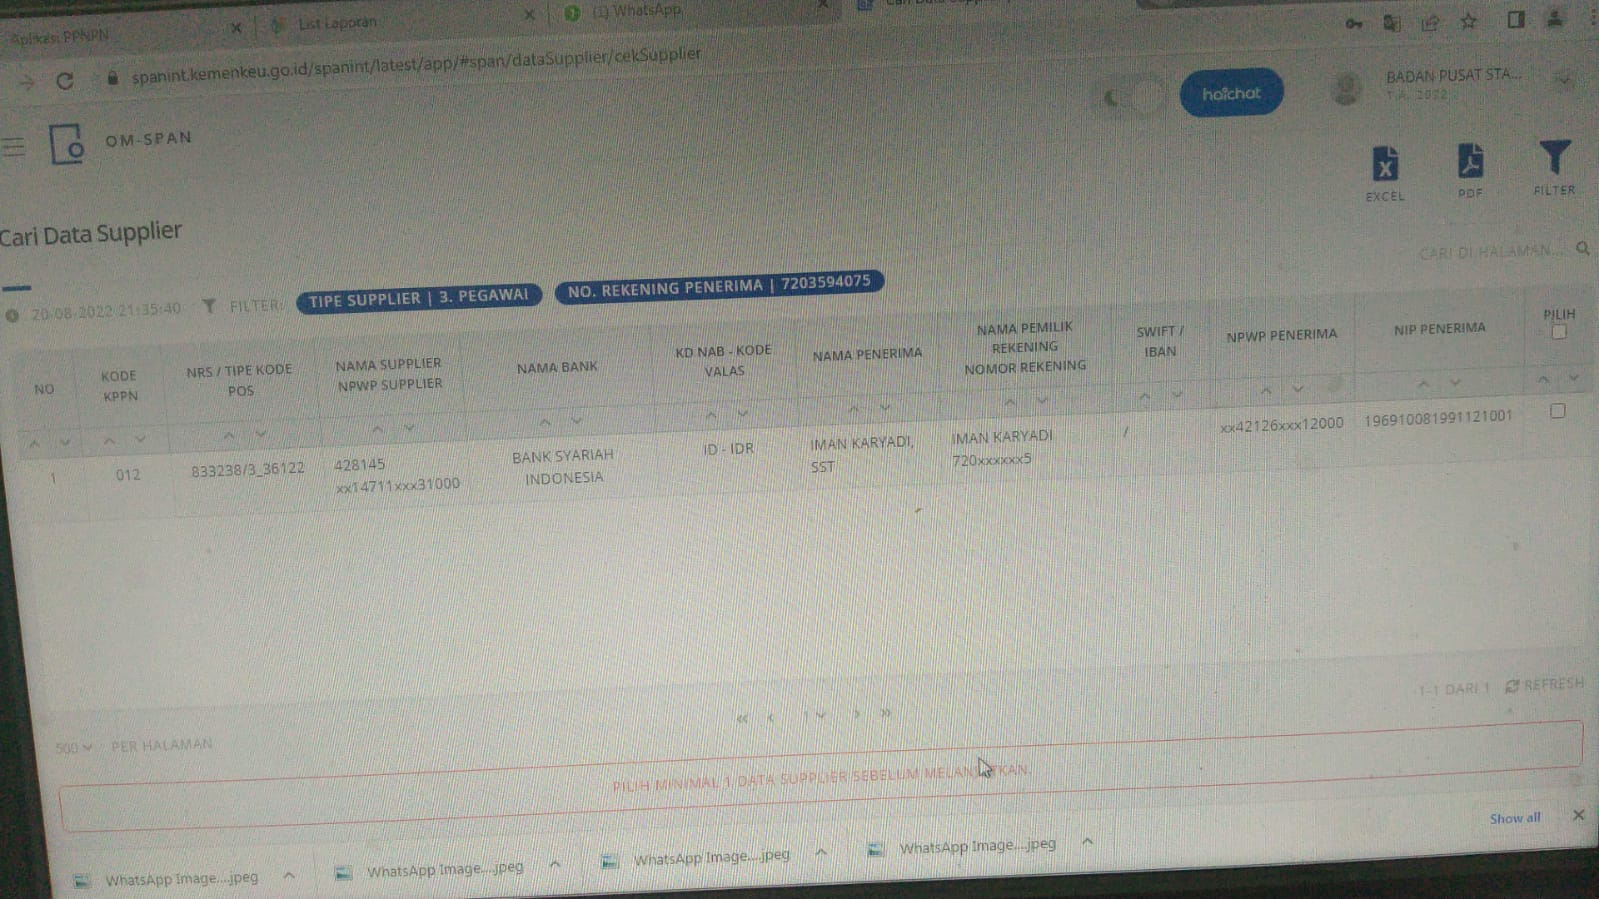 Aplikasi PPNPN
List Laporan
(1) WhatsApp
spanint.kemenkeu.go.id/spanint/latest/app/#span/dataSupplier/cekSupplier
haichat
BADAN PUSAT STA...
T.A. 2022
OM-SPAN
EXCEL
PDF
FILTER
Cari Data Supplier
CARI DI HALAMAN...
20-08-2022 21:35:40
FILTER:
TIPE SUPPLIER | 3. PEGAWAI
NO. REKENING PENERIMA | 7203594075
NO
KODE
KPPN
NRS / TIPE KODE
POS
NAMA SUPPLIER
NPWP SUPPLIER
NAMA BANK
KD NAB - KODE
VALAS
NAMA PENERIMA
NAMA PEMILIK
REKENING
NOMOR REKENING
SWIFT /
IBAN
NPWP PENERIMA
NIP PENERIMA
PILIH
1
012
833238/3_36122
428145
xx14711xxx31000
BANK SYARIAH
INDONESIA
ID - IDR
IMAN KARYADI,
SST
IMAN KARYADI
720xxxxxx5
/
xx42126xxx12000
196910081991121001
1-1 DARI 1
REFRESH
500
PER HALAMAN
1
PILIH MINIMAL 1 DATA SUPPLIER SEBELUM MELANJUTKAN.
Show all
WhatsApp Image....jpeg
WhatsApp Image....jpeg
WhatsApp Image....jpeg
WhatsApp Image....jpeg